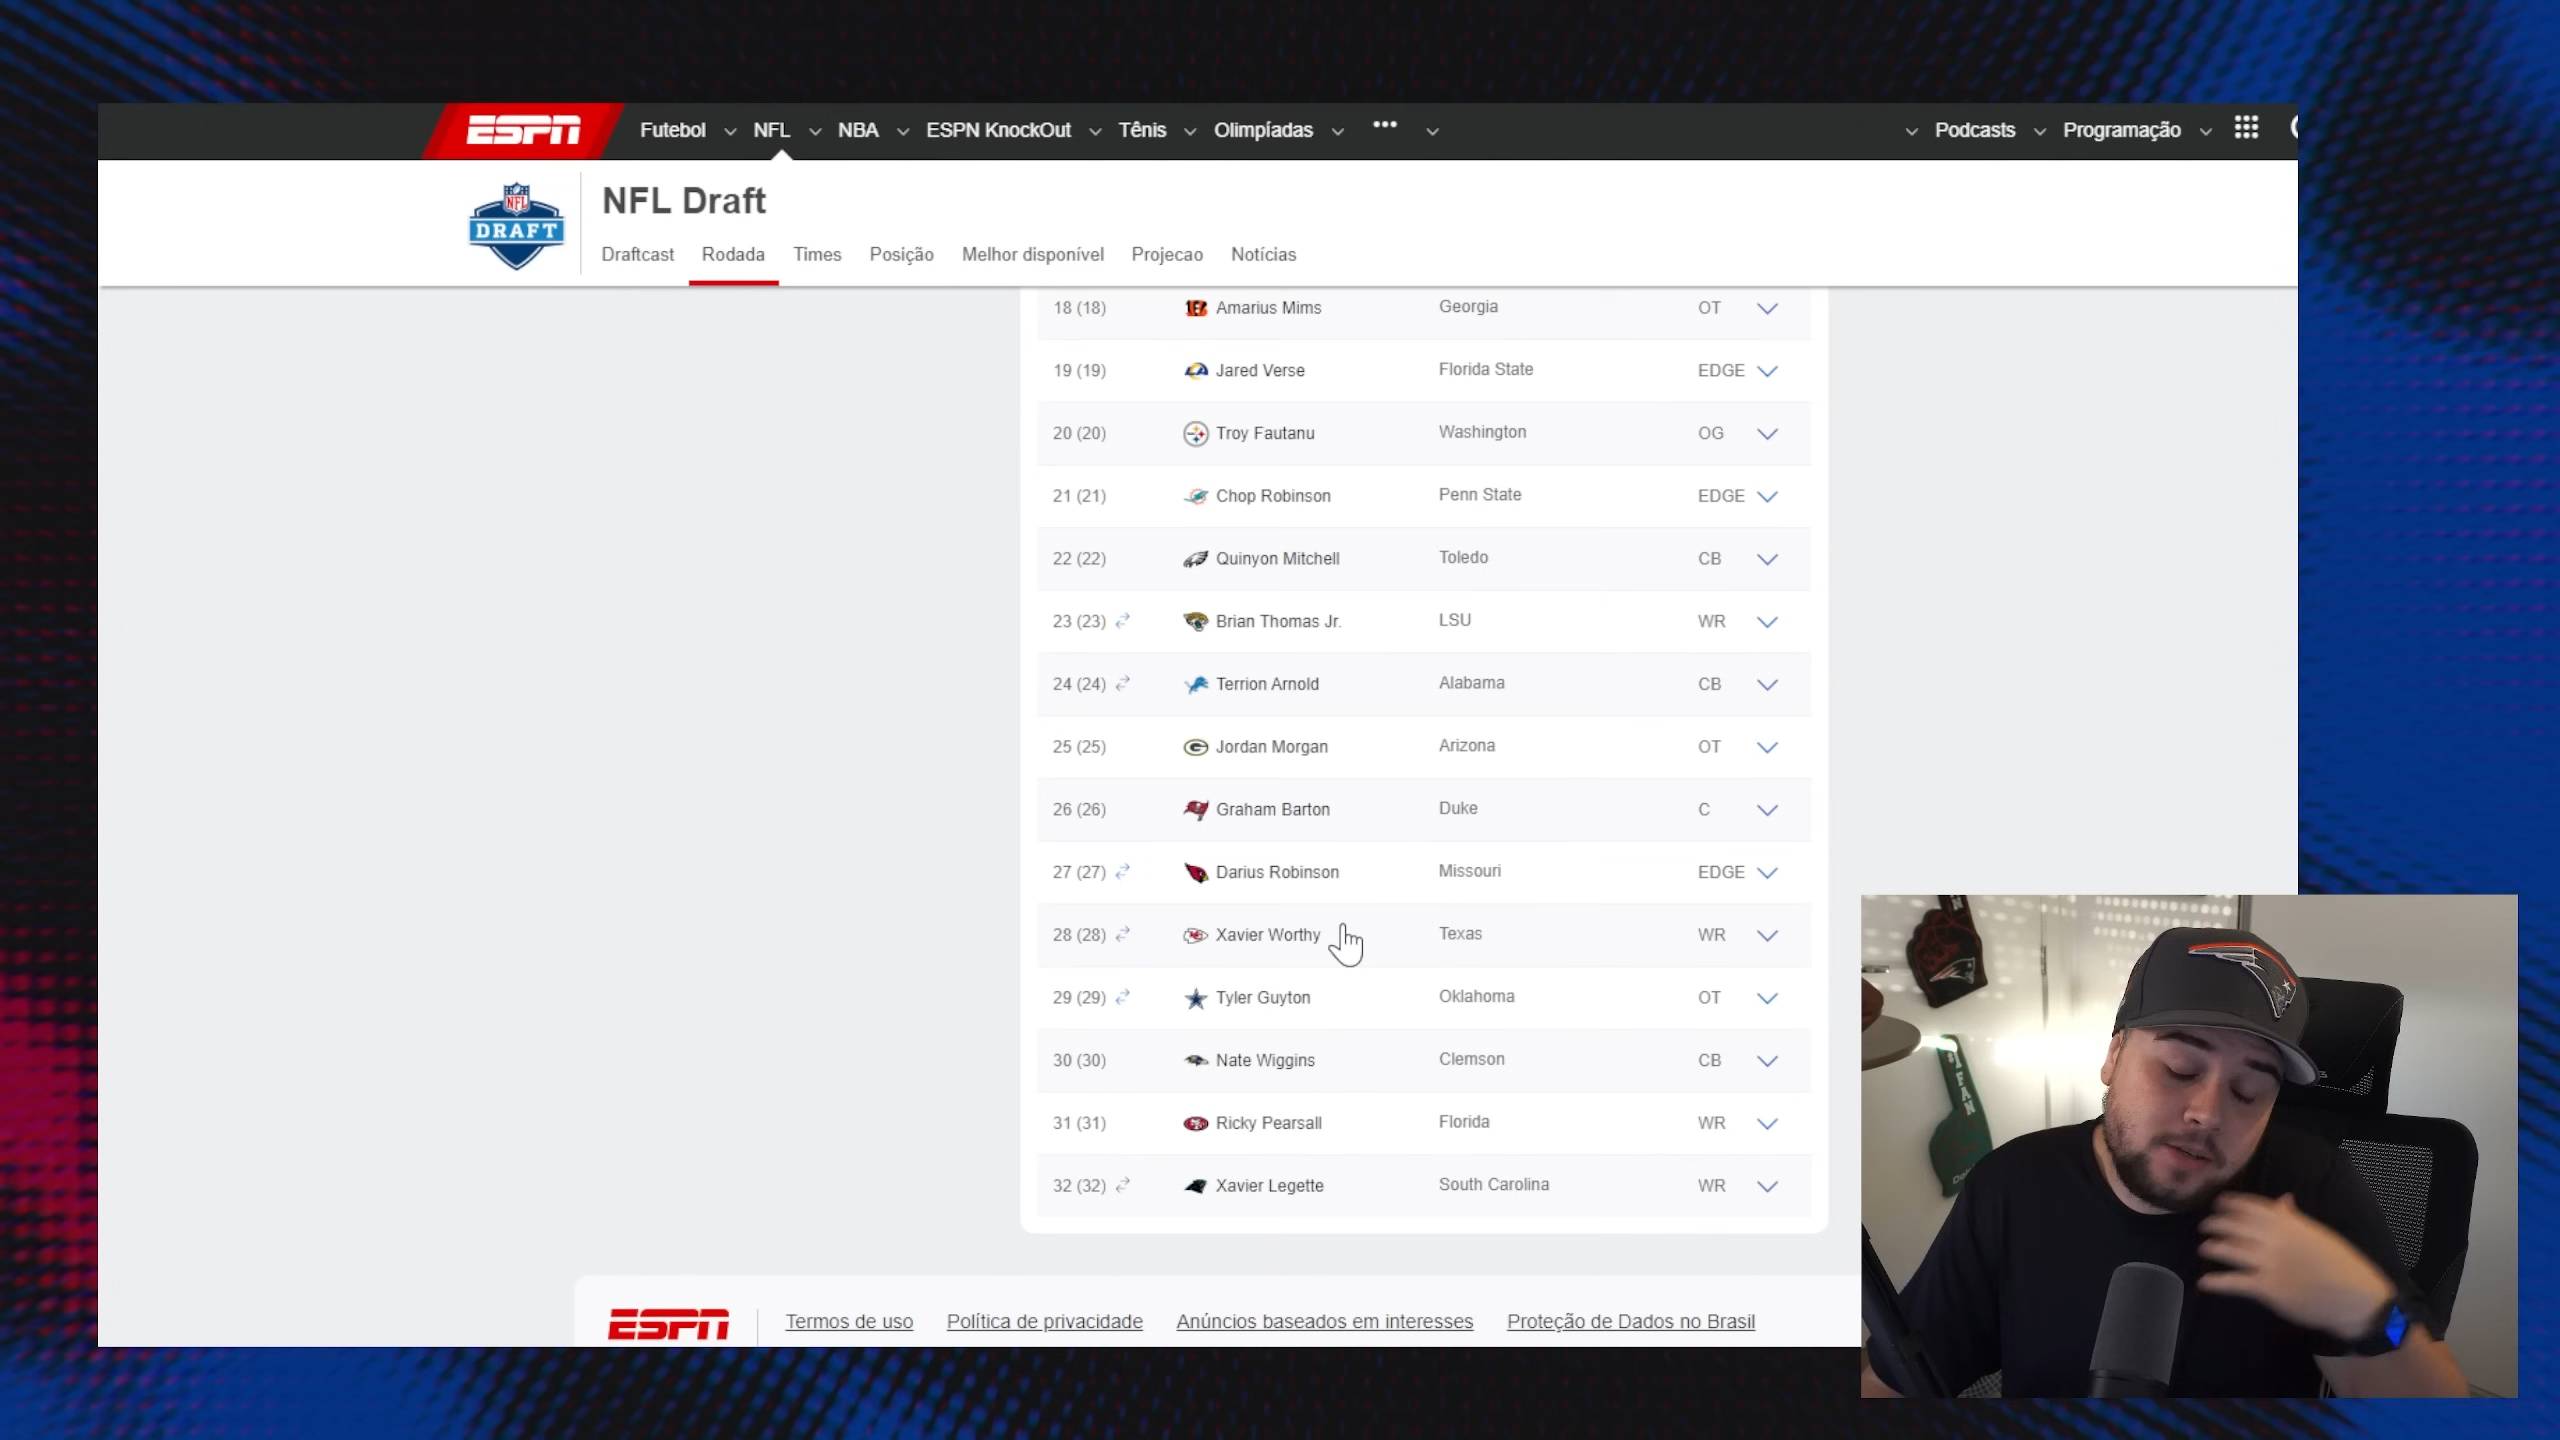 ESPN Futebol NFL NBA ESPN KnockOut Tênis Olimpíadas ••• Podcasts Programação
NFL
DRAFT
NFL Draft
Draftcast Rodada Times Posição Melhor disponível Projecao Notícias
18 (18) Amarius Mims Georgia OT
19 (19) Jared Verse Florida State EDGE
20 (20) Troy Fautanu Washington OG
21 (21) Chop Robinson Penn State EDGE
22 (22) Quinyon Mitchell Toledo CB
23 (23) Brian Thomas Jr. LSU WR
24 (24) Terrion Arnold Alabama CB
25 (25) Jordan Morgan Arizona OT
26 (26) Graham Barton Duke C
27 (27) Darius Robinson Missouri EDGE
28 (28) Xavier Worthy Texas WR
29 (29) Tyler Guyton Oklahoma OT
30 (30) Nate Wiggins Clemson CB
31 (31) Ricky Pearsall Florida WR
32 (32) Xavier Legette South Carolina WR
ESPN Termos de uso Política de privacidade Anúncios baseados em interesses Proteção de Dados no Brasil